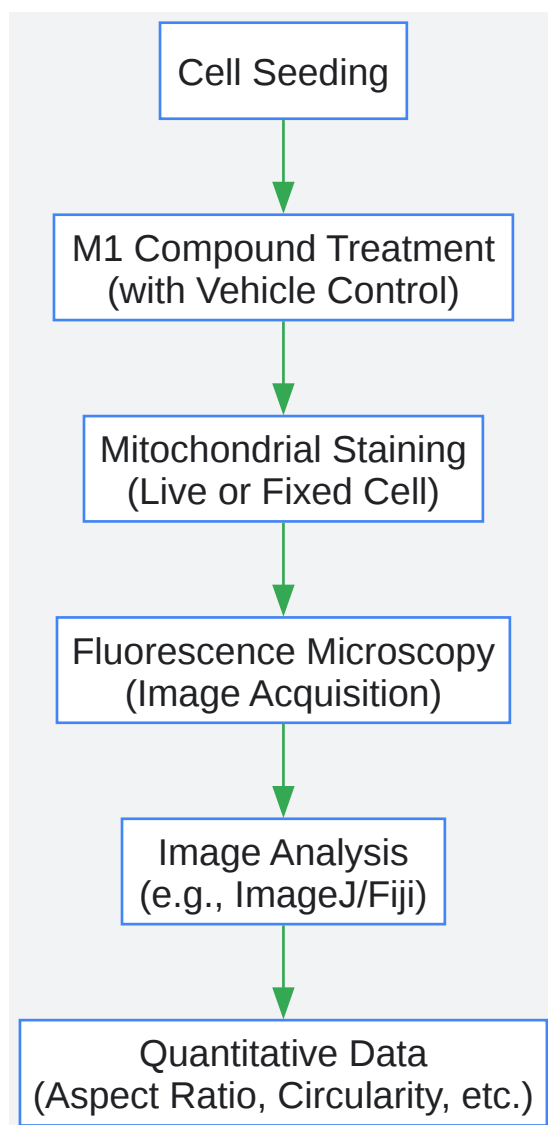 Cell Seeding
M1 Compound Treatment
(with Vehicle Control)
Mitochondrial Staining
(Live or Fixed Cell)
Fluorescence Microscopy
(Image Acquisition)
Image Analysis
(e.g., ImageJ/Fiji)
Quantitative Data
(Aspect Ratio, Circularity, etc.)